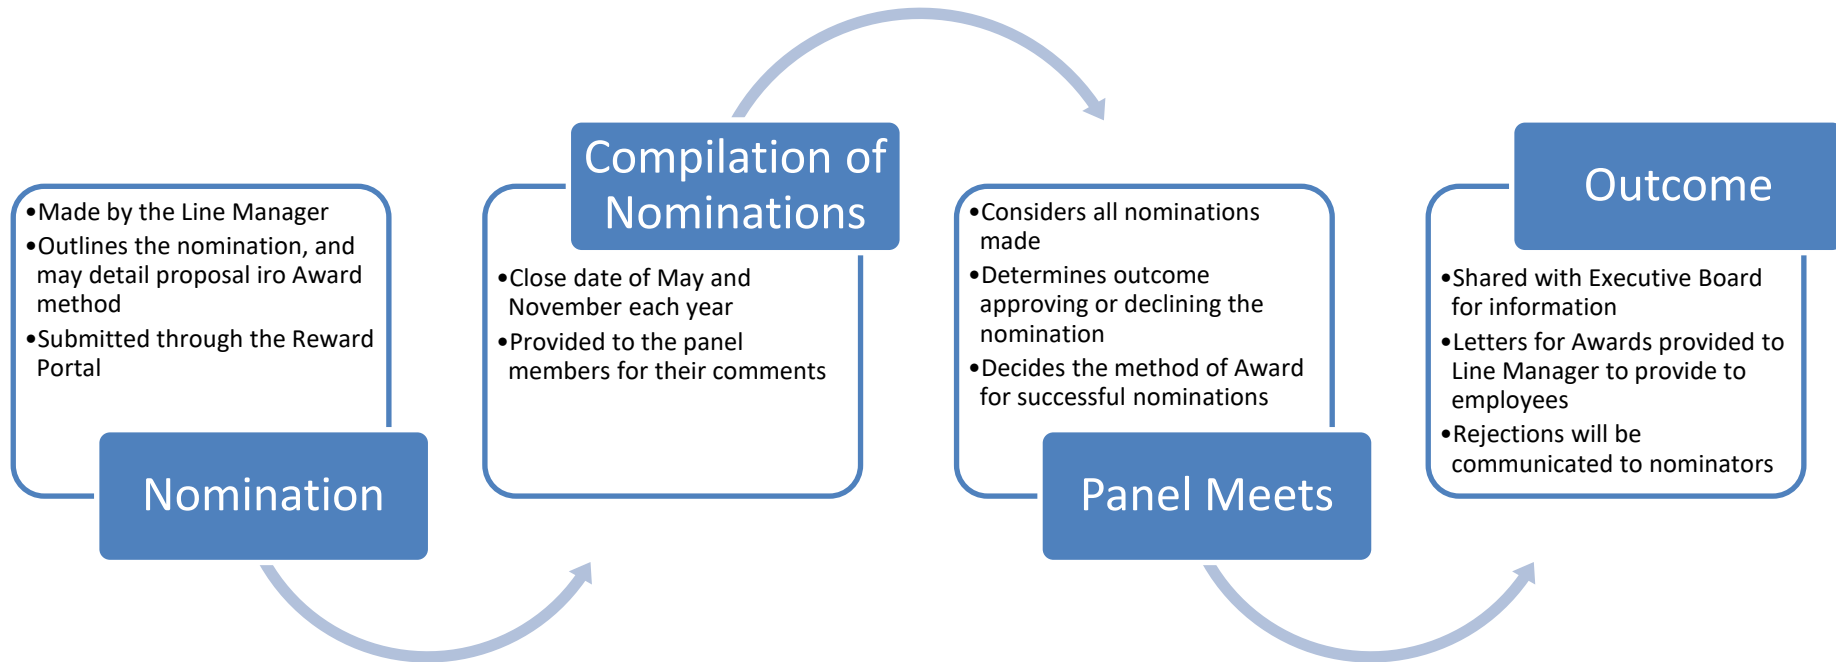 •Made by the Line Manager
•Outlines the nomination, and
may detail proposal iro Award
method
•Submitted through the Reward
Portal
Nomination
Compilation of
Nominations
•Close date of May and
November each year
•Provided to the panel
members for their comments
•Considers all nominations
made
•Determines outcome
approving or declining the
nomination
•Decides the method of Award
for successful nominations
Panel Meets
Outcome
•Shared with Executive Board
for information
•Letters for Awards provided to
Line Manager to provide to
employees
•Rejections will be
communicated to nominators